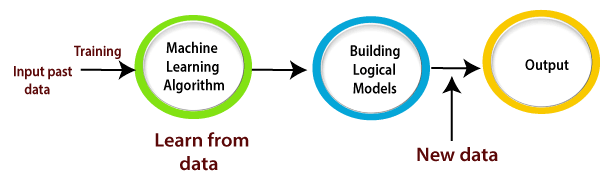 Training
Input past
data
Machine
Learning
Algorithm
Learn from
data
Building
Logical
Models
New data
Output